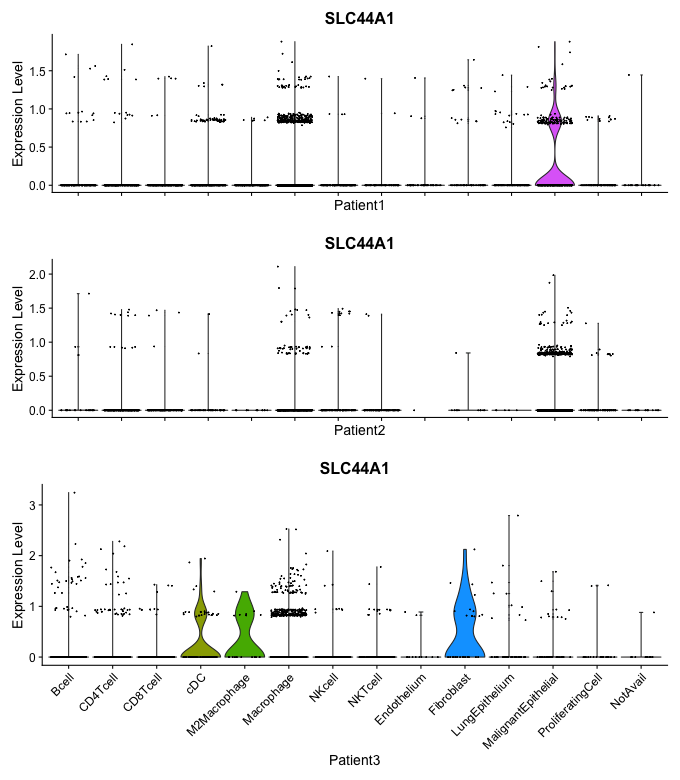 SLC44A1
Expression Level
1.5
1.0
0.5
0.0
Patient1
SLC44A1
Expression Level
2.0
1.5
1.0
0.5
0.0
Patient2
SLC44A1
Expression Level
3
2
1
0
Bcell
CD4Tcell
CD8Tcell
cDC
M2Macrophage
Macrophage
NKcell
NKTcell
Endothelium
Fibroblast
LungEpithelium
MalignantEpithelial
ProliferatingCell
NotAvail
Patient3